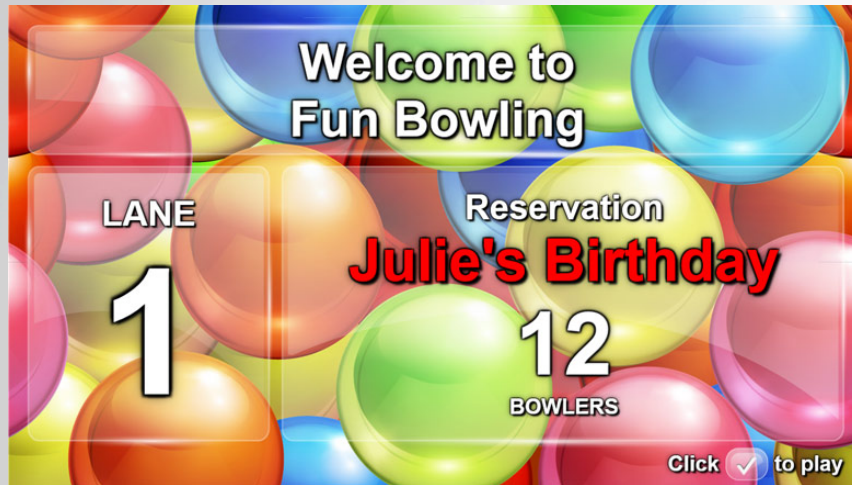 Welcome to
Fun Bowling
LANE
1
Reservation
Julie's Birthday
12
BOWLERS
Click ✓ to play